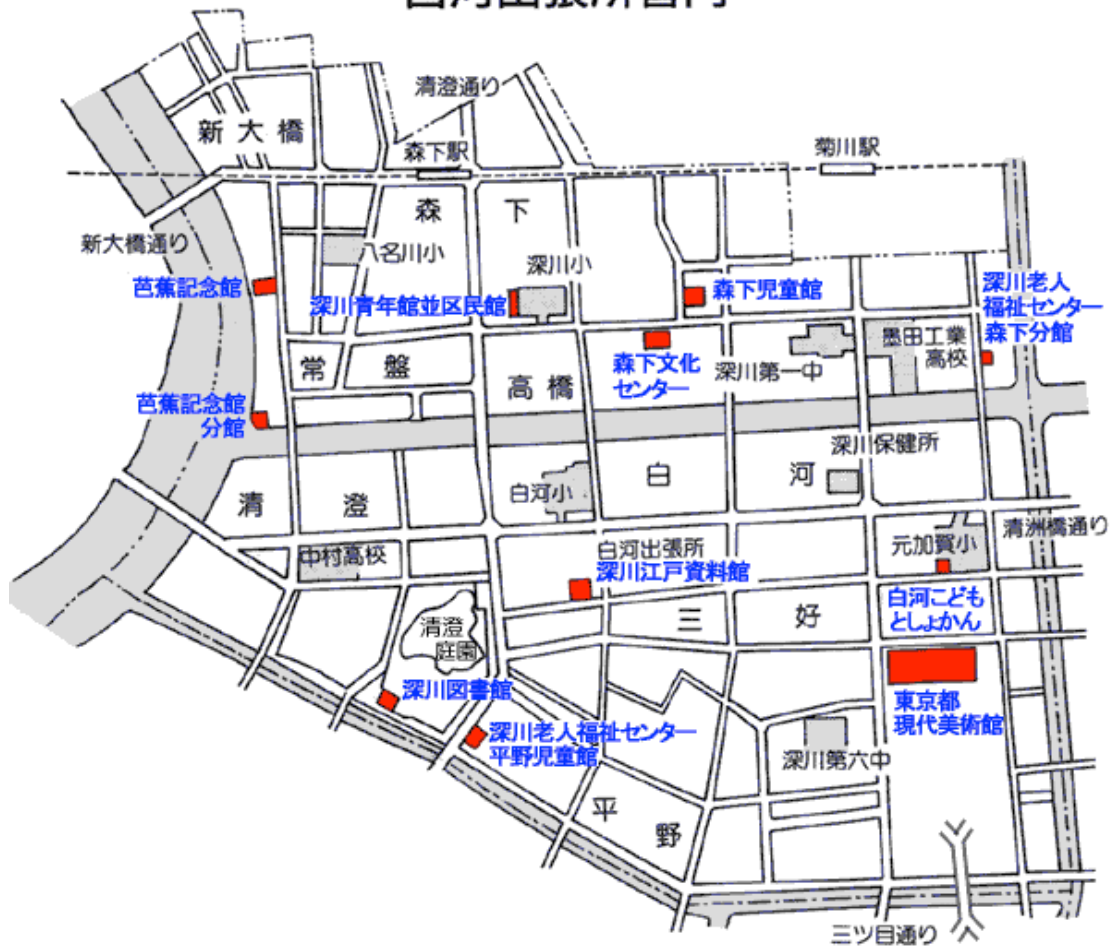 白河出張所管内
清澄通り
新大橋
森下駅
菊川駅
森下
新大橋通り
八名川小
深川小
芭蕉記念館
深川青年館並区民館
森下児童館
深川老人
福祉センター
森下分館
墨田工業
高校
常盤
高橋
森下文化
センター
深川第一中
芭蕉記念館
分館
深川保健所
白河
清澄
白河小
清洲橋通り
中村高校
白河出張所
深川江戸資料館
元加賀小
白河こども
としょかん
三好
清澄
庭園
深川図書館
東京都
現代美術館
深川老人福祉センター
平野児童館
深川第六中
平野
三ツ目通り